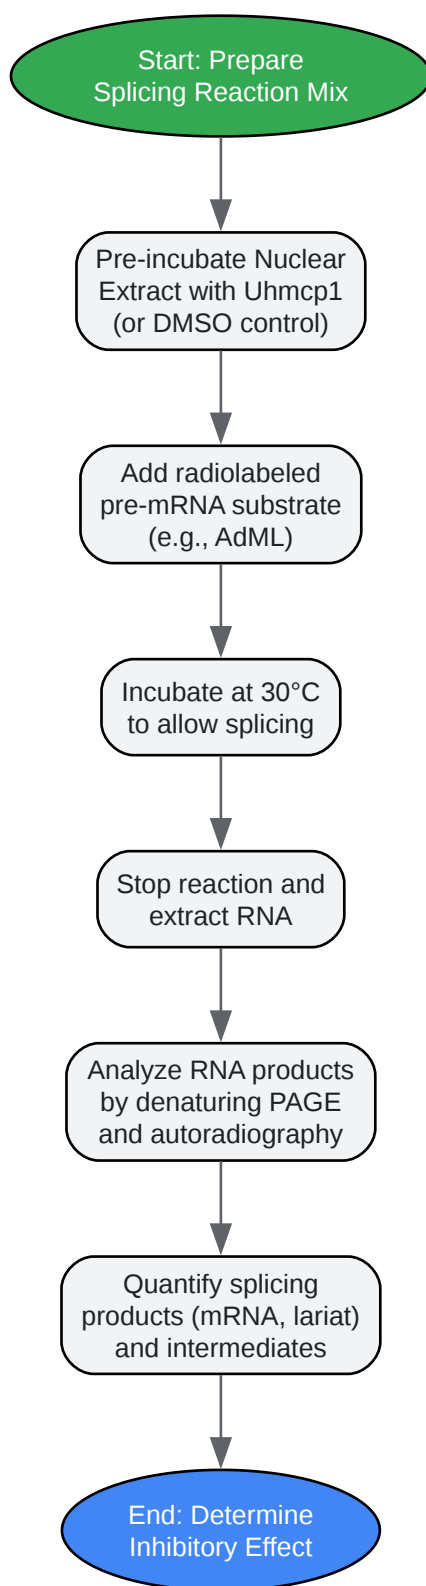 Start: Prepare
Splicing Reaction Mix
Pre-incubate Nuclear
Extract with Uhmcp1
(or DMSO control)
Add radiolabeled
pre-mRNA substrate
(e.g., AdML)
Incubate at 30°C
to allow splicing
Stop reaction and
extract RNA
Analyze RNA products
by denaturing PAGE
and autoradiography
Quantify splicing
products (mRNA, lariat)
and intermediates
End: Determine
Inhibitory Effect